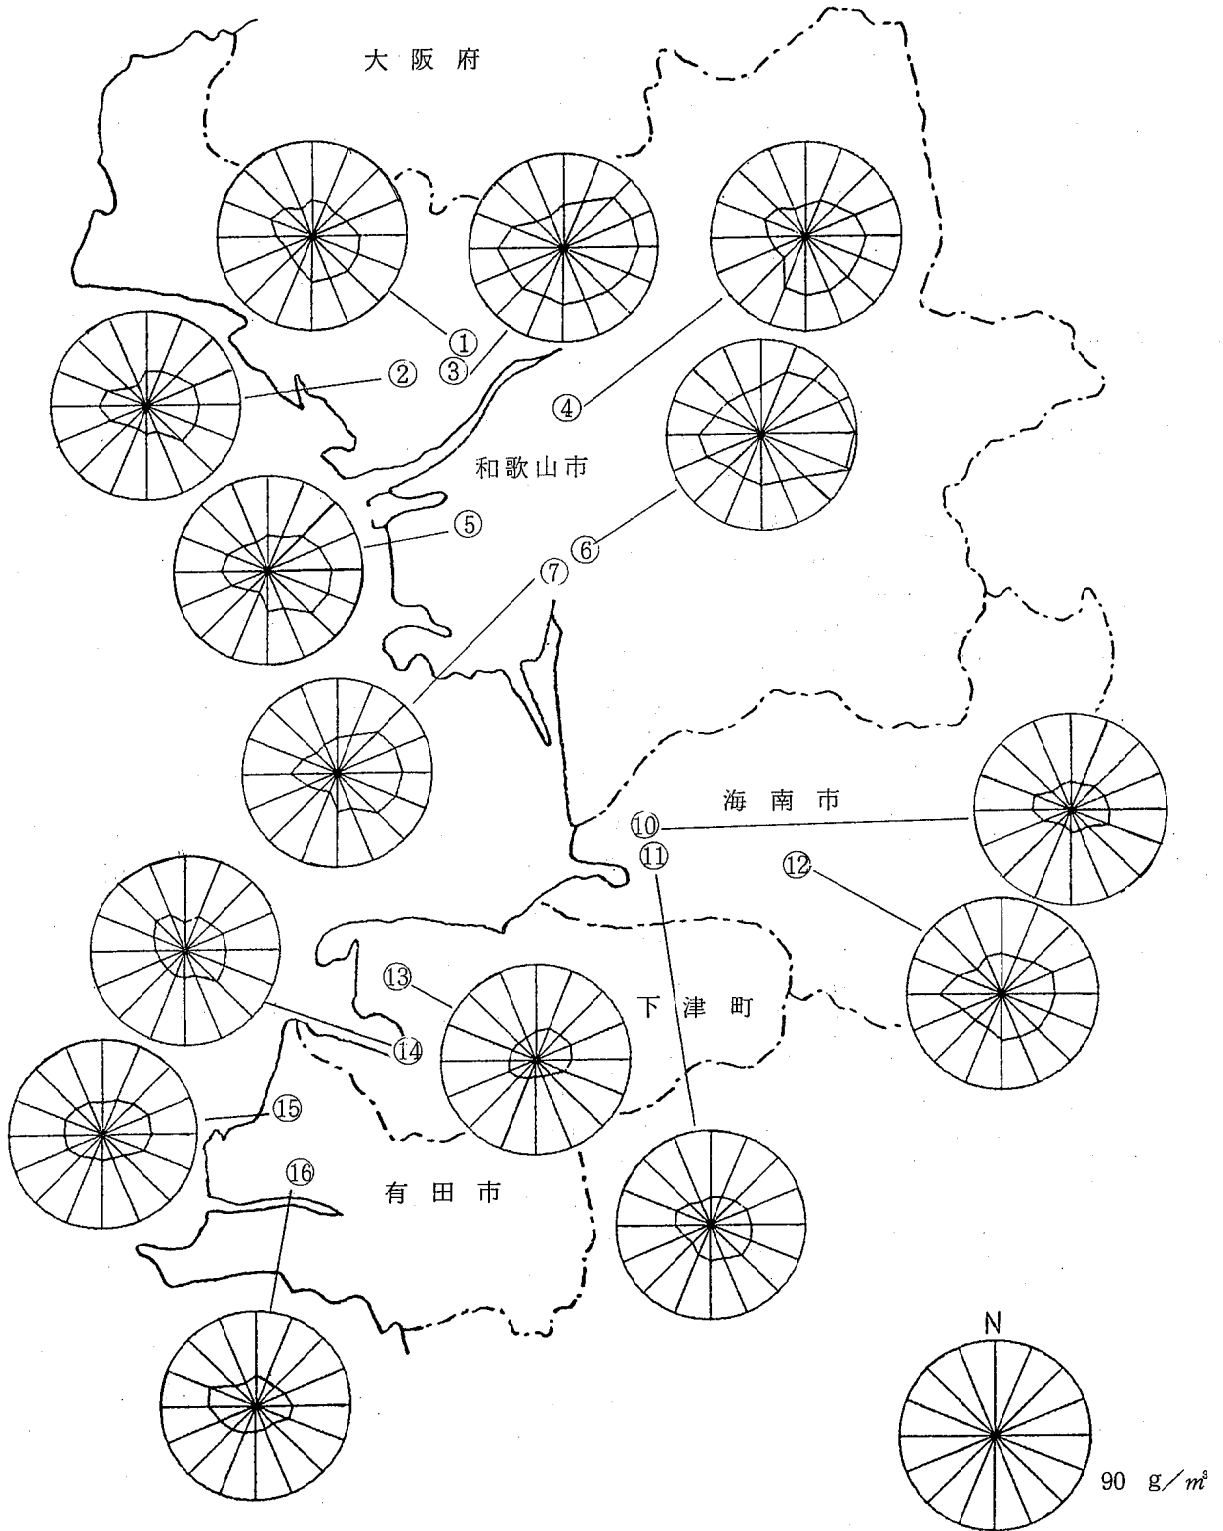 大阪府
①
③
②
④
和歌山市
⑤
⑥
⑦
海南市
⑩
⑪
⑫
⑬
下津町
⑭
⑮
⑯
有田市
N
90 g/m³